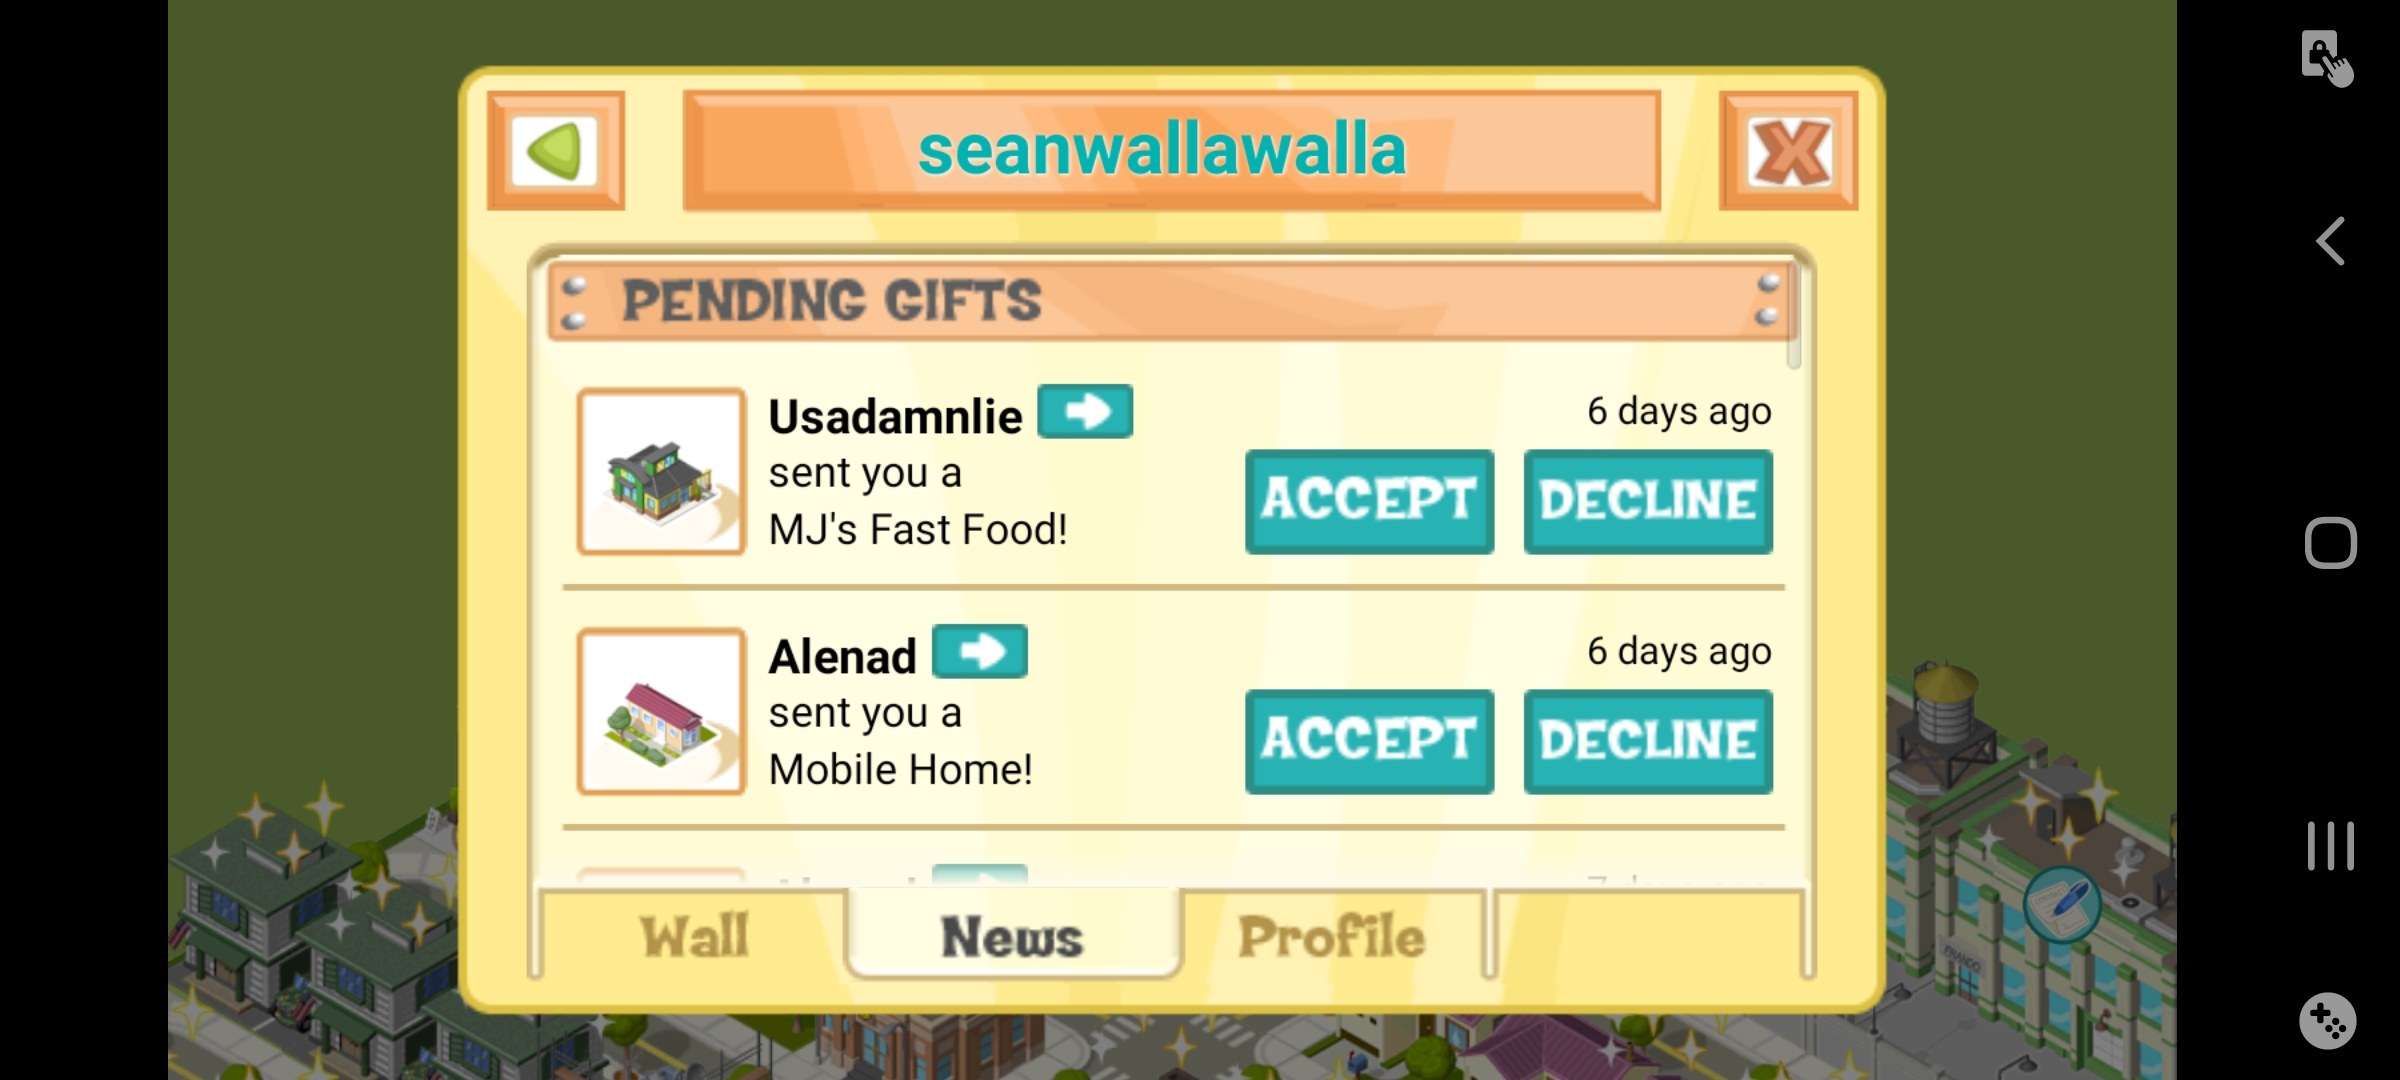 seanwallawalla
PENDING GIFTS
Usadamnlie
6 days ago
sent you a
MJ's Fast Food!
ACCEPT
DECLINE
Alenad
6 days ago
sent you a
Mobile Home!
ACCEPT
DECLINE
Wall
News
Profile